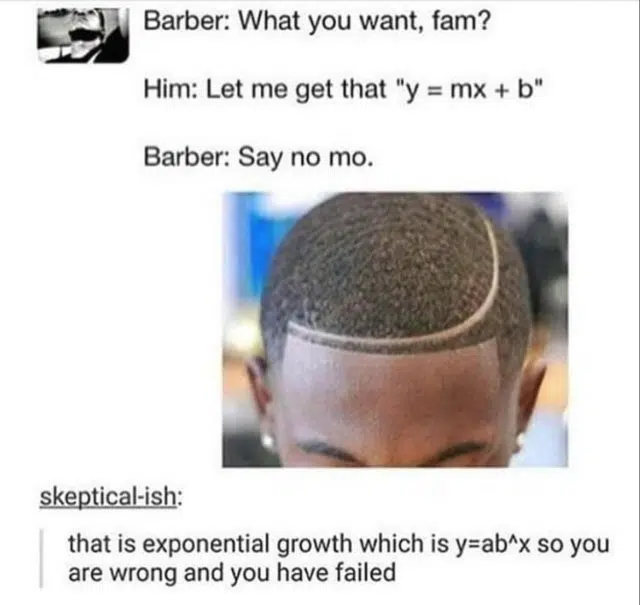 Barber: What you want, fam?
Him: Let me get that "y = mx + b"
Barber: Say no mo.
skeptical-ish:
that is exponential growth which is y=ab^x so you
are wrong and you have failed